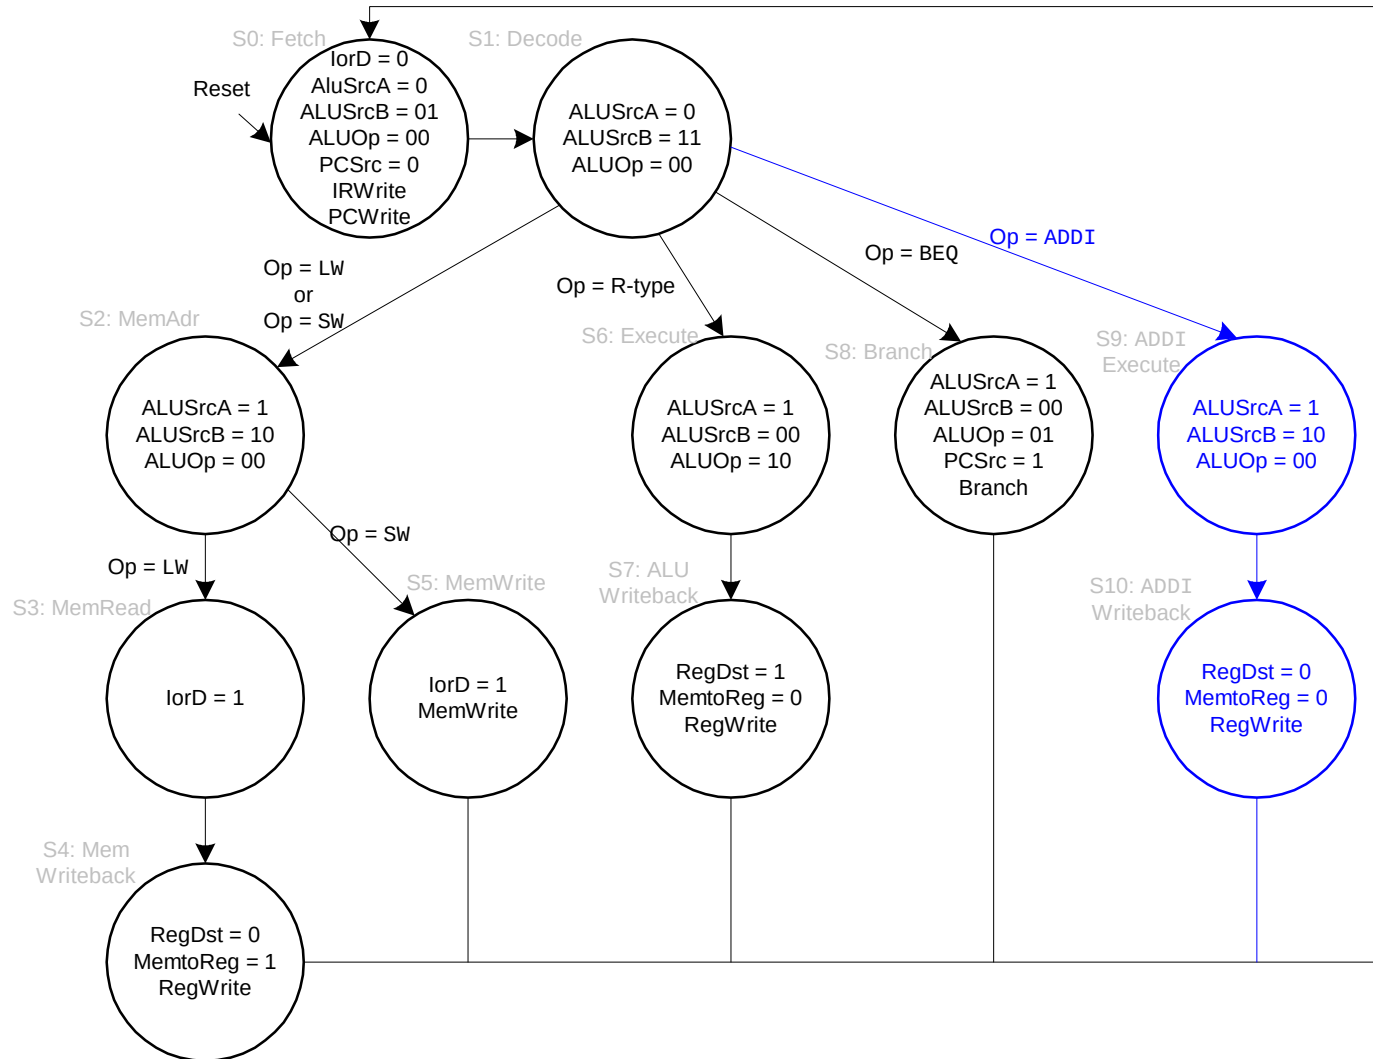 S0: Fetch
IorD = 0
AluSrcA = 0
ALUSrcB = 01
ALUOp = 00
PCSrc = 0
IRWrite
PCWrite
Reset
S1: Decode
ALUSrcA = 0
ALUSrcB = 11
ALUOp = 00
Op = LW
or
Op = SW
Op = R-type
Op = BEQ
Op = ADDI
S2: MemAdr
ALUSrcA = 1
ALUSrcB = 10
ALUOp = 00
S6: Execute
ALUSrcA = 1
ALUSrcB = 00
ALUOp = 10
S8: Branch
ALUSrcA = 1
ALUSrcB = 00
ALUOp = 01
PCSrc = 1
Branch
S9: ADDI
Execute
ALUSrcA = 1
ALUSrcB = 10
ALUOp = 00
Op = LW
Op = SW
S3: MemRead
IorD = 1
S5: MemWrite
IorD = 1
MemWrite
S7: ALU
Writeback
RegDst = 1
MemtoReg = 0
RegWrite
S10: ADDI
Writeback
RegDst = 0
MemtoReg = 0
RegWrite
S4: Mem
Writeback
RegDst = 0
MemtoReg = 1
RegWrite